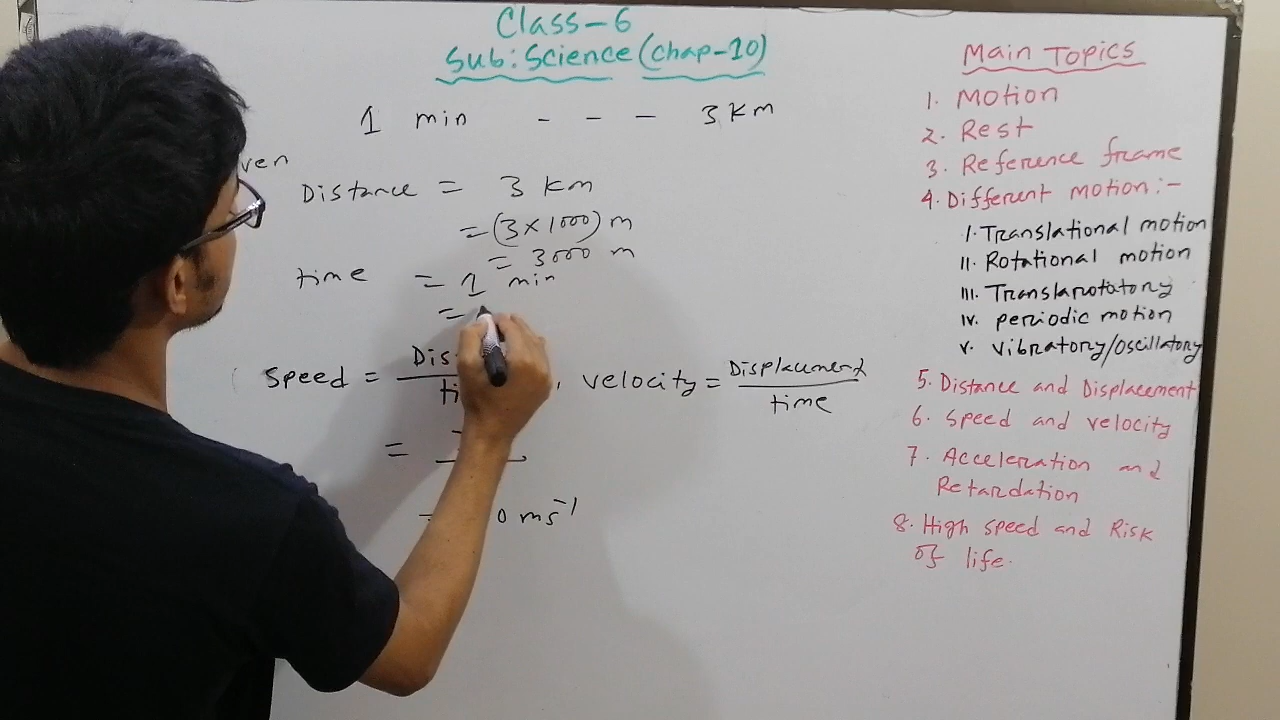 Class-6
Sub: Science (chap-10)
1 min - - - 3 km
ven
Distance = 3 km
= (3×1000) m
= 3000 m
time = 1 min
=
Speed = Dis
ti
, velocity = Displacement
time
=
0 ms⁻¹
Main Topics
1. Motion
2. Rest
3. Reference frame
4. Different motion:-
I. Translational motion
II. Rotational motion
III. Translarotatory
IV. periodic motion
V. vibratory/oscillatory
5. Distance and Displacement
6. Speed and velocity
7. Acceleration and
Retardation
8. High speed and Risk
of life.